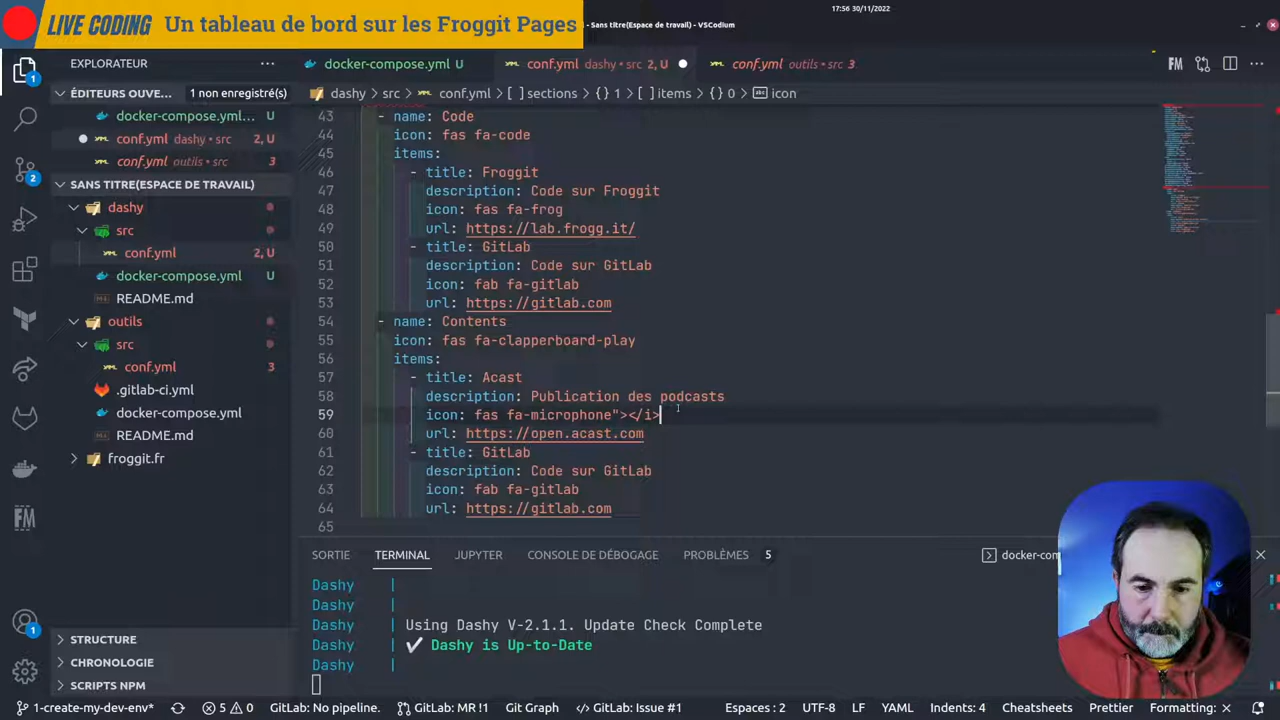 LIVE CODING Un tableau de bord sur les Froggit Pages
- Sans titre(Espace de travail) - VSCodium
17:56 30/11/2022
EXPLORATEUR
docker-compose.yml U
conf.yml dashy • src 2, U
conf.yml outils • src 3
FM
1
ÉDITEURS OUVE... 1 non enregistré(s)
dashy > src > conf.yml > [ ] sections > { } 1 > [ ] items > { } 0 > abc icon
docker-compose.yml... U
conf.yml dashy • src 2, U
conf.yml outils • src 3
2
SANS TITRE(ESPACE DE TRAVAIL)
dashy
src
conf.yml 2, U
docker-compose.yml U
README.md
outils
src
conf.yml 3
.gitlab-ci.yml
docker-compose.yml
README.md
froggit.fr
FM
1
STRUCTURE
CHRONOLOGIE
SCRIPTS NPM
43 - name: Code
44 icon: fas fa-code
45 items:
46 - title: Froggit
47 description: Code sur Froggit
48 icon: fas fa-frog
49 url: https://lab.frogg.it/
50 - title: GitLab
51 description: Code sur GitLab
52 icon: fab fa-gitlab
53 url: https://gitlab.com
54 - name: Contents
55 icon: fas fa-clapperboard-play
56 items:
57 - title: Acast
58 description: Publication des podcasts
59 icon: fas fa-microphone"></i>
60 url: https://open.acast.com
61 - title: GitLab
62 description: Code sur GitLab
63 icon: fab fa-gitlab
64 url: https://gitlab.com
65
SORTIE TERMINAL JUPYTER CONSOLE DE DÉBOGAGE PROBLÈMES 5
docker-com
Dashy |
Dashy |
Dashy | Using Dashy V-2.1.1. Update Check Complete
Dashy | ✔ Dashy is Up-to-Date
Dashy |
1-create-my-dev-env* 5 0 GitLab: No pipeline. GitLab: MR !1 Git Graph GitLab: Issue #1 Espaces : 2 UTF-8 LF YAML Indents: 4 Cheatsheets Prettier Formatting: ×